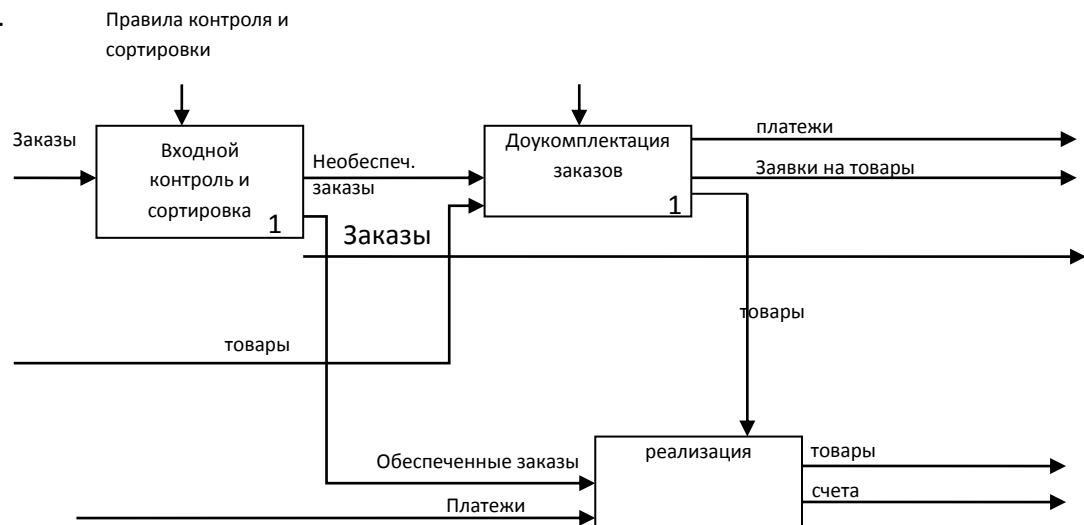 Правила контроля и
сортировки
Заказы
Входной
контроль и
сортировка
1
Необеспеч.
заказы
Доукомплектация
заказов
1
платежи
Заявки на товары
Заказы
товары
товары
Обеспеченные заказы
Платежи
реализация
товары
счета